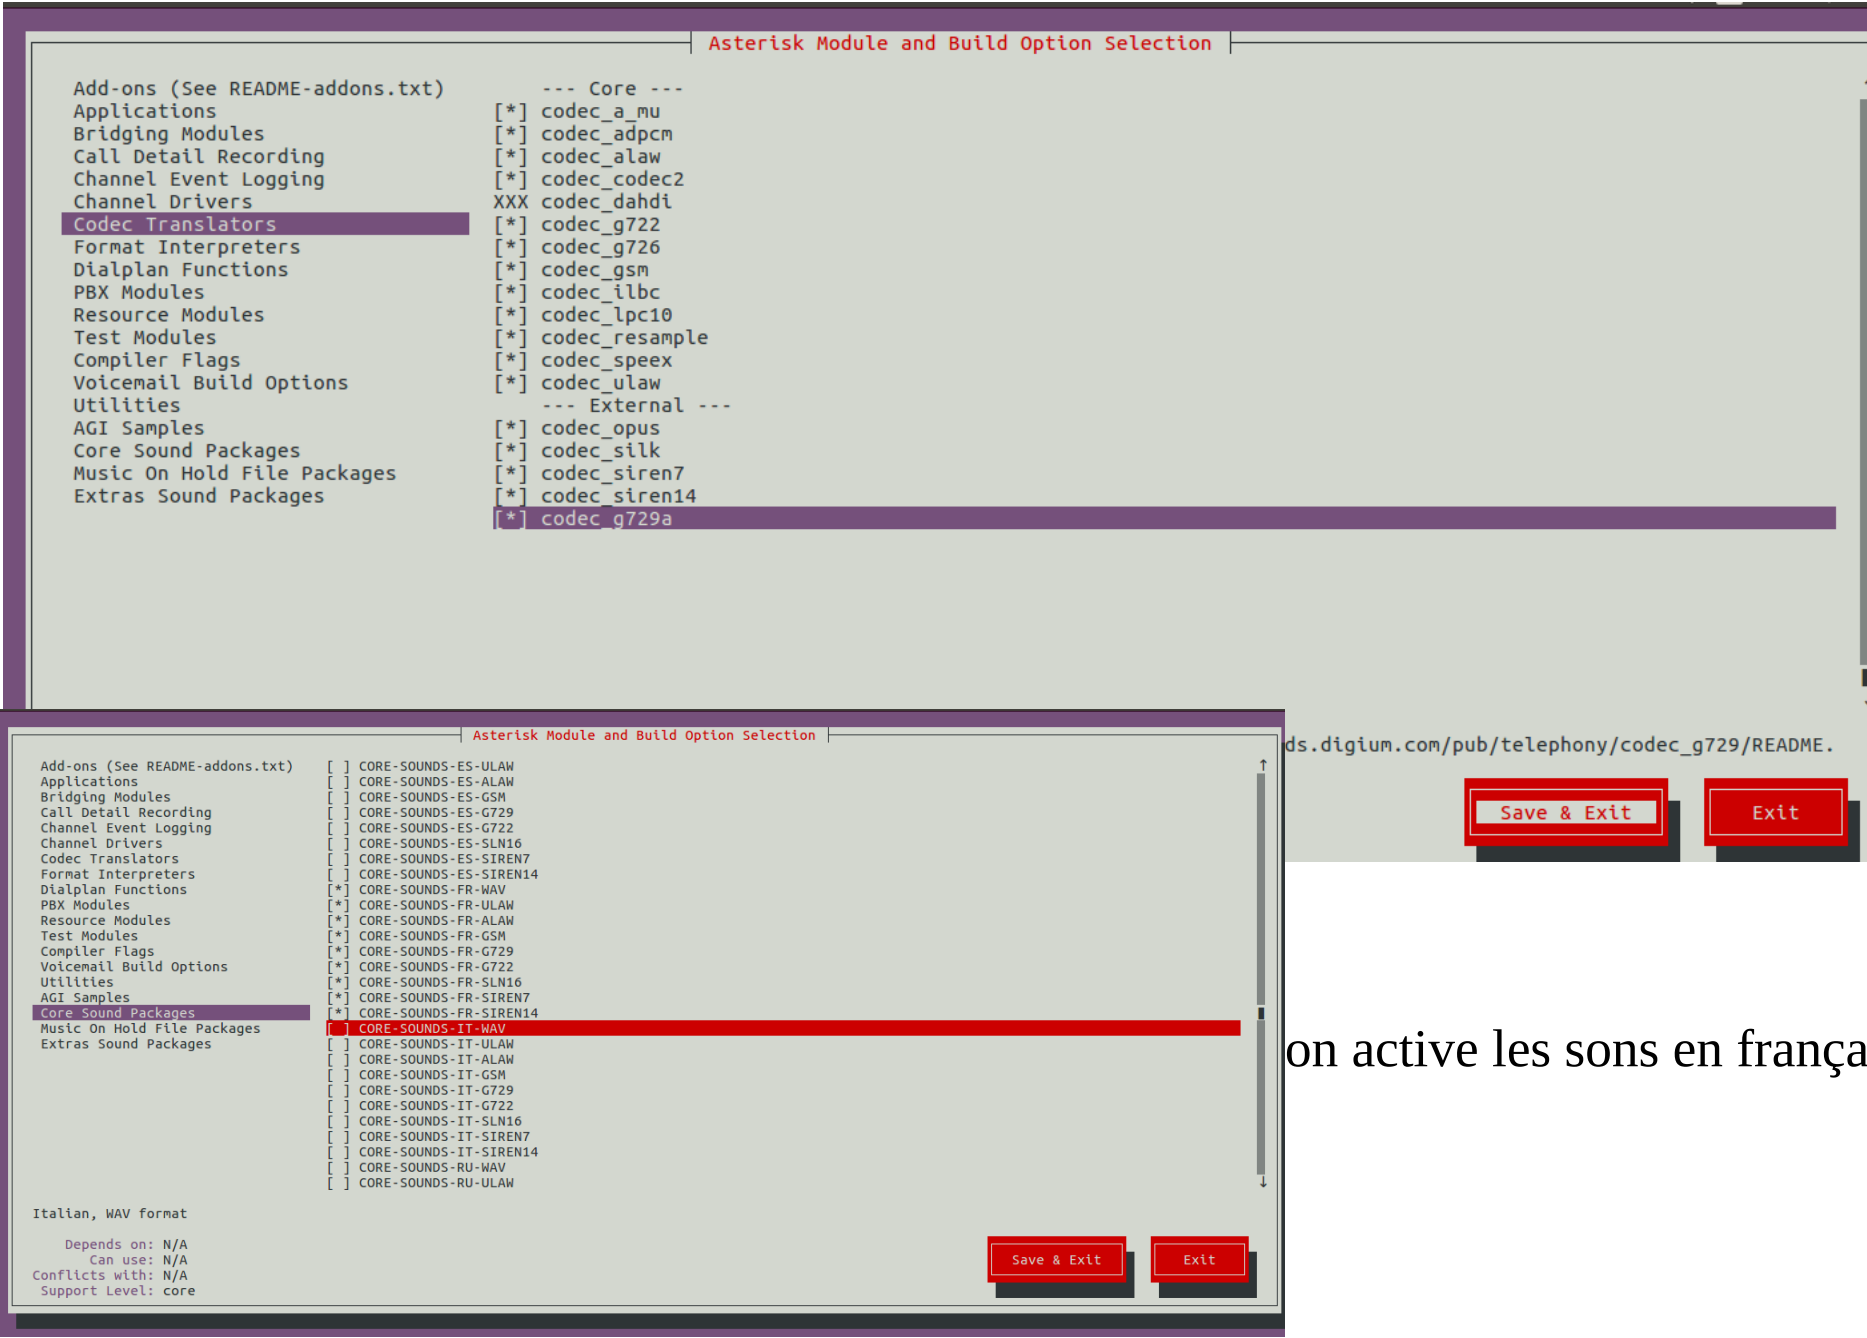 Asterisk Module and Build Option Selection
Add-ons (See README-addons.txt) --- Core ---
Applications [*] codec_a_mu
Bridging Modules [*] codec_adpcm
Call Detail Recording [*] codec_alaw
Channel Event Logging [*] codec_codec2
Channel Drivers XXX codec_dahdi
Codec Translators [*] codec_g722
Format Interpreters [*] codec_g726
Dialplan Functions [*] codec_gsm
PBX Modules [*] codec_ilbc
Resource Modules [*] codec_lpc10
Test Modules [*] codec_resample
Compiler Flags [*] codec_speex
Voicemail Build Options [*] codec_ulaw
Utilities --- External ---
AGI Samples [*] codec_opus
Core Sound Packages [*] codec_silk
Music On Hold File Packages [*] codec_siren7
Extras Sound Packages [*] codec_siren14
[*] codec_g729a
ds.digium.com/pub/telephony/codec_g729/README.
Save & Exit Exit
Asterisk Module and Build Option Selection
Add-ons (See README-addons.txt) [ ] CORE-SOUNDS-ES-ULAW
Applications [ ] CORE-SOUNDS-ES-ALAW
Bridging Modules [ ] CORE-SOUNDS-ES-GSM
Call Detail Recording [ ] CORE-SOUNDS-ES-G729
Channel Event Logging [ ] CORE-SOUNDS-ES-G722
Channel Drivers [ ] CORE-SOUNDS-ES-SLN16
Codec Translators [ ] CORE-SOUNDS-ES-SIREN7
Format Interpreters [ ] CORE-SOUNDS-ES-SIREN14
Dialplan Functions [*] CORE-SOUNDS-FR-WAV
PBX Modules [*] CORE-SOUNDS-FR-ULAW
Resource Modules [*] CORE-SOUNDS-FR-ALAW
Test Modules [*] CORE-SOUNDS-FR-GSM
Compiler Flags [*] CORE-SOUNDS-FR-G729
Voicemail Build Options [*] CORE-SOUNDS-FR-G722
Utilities [*] CORE-SOUNDS-FR-SLN16
AGI Samples [*] CORE-SOUNDS-FR-SIREN7
Core Sound Packages [*] CORE-SOUNDS-FR-SIREN14
Music On Hold File Packages [ ] CORE-SOUNDS-IT-WAV
Extras Sound Packages [ ] CORE-SOUNDS-IT-ULAW
[ ] CORE-SOUNDS-IT-ALAW
[ ] CORE-SOUNDS-IT-GSM
[ ] CORE-SOUNDS-IT-G729
[ ] CORE-SOUNDS-IT-G722
[ ] CORE-SOUNDS-IT-SLN16
[ ] CORE-SOUNDS-IT-SIREN7
[ ] CORE-SOUNDS-IT-SIREN14
[ ] CORE-SOUNDS-RU-WAV
[ ] CORE-SOUNDS-RU-ULAW
Italian, WAV format
Depends on: N/A
Can use: N/A
Conflicts with: N/A
Support Level: core
Save & Exit Exit
on active les sons en frança